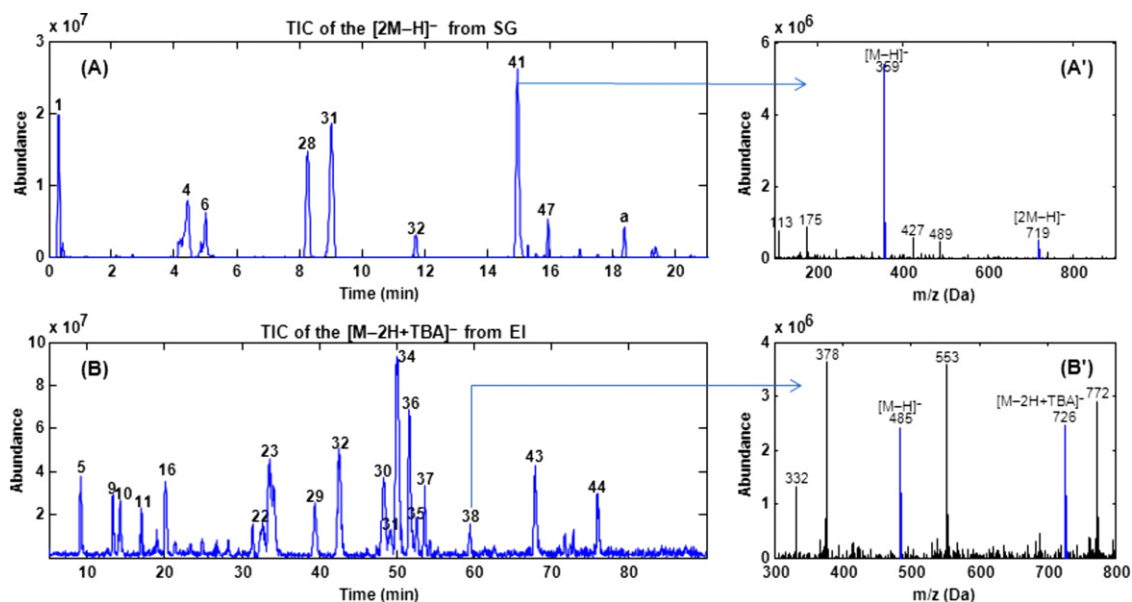 TIC of the [2M–H]⁻ from SG
x 10⁷
(A)
Abundance
3
2
1
0
1
4
6
28
31
32
41
47
a
0 2 4 6 8 10 12 14 16 18 20
Time (min)
x 10⁶
(A')
Abundance
6
4
2
0
[M–H]⁻
359
113
175
427
489
[2M–H]⁻
719
200 400 600 800
m/z (Da)
TIC of the [M–2H+TBA]⁻ from EI
x 10⁷
(B)
Abundance
10
8
6
4
2
5
9
10
11
16
22
23
29
32
30
31
34
36
35
37
38
43
44
10 20 30 40 50 60 70 80
Time (min)
x 10⁶
(B')
Abundance
4
3
2
1
0
332
378
[M–H]⁻
485
553
[M–2H+TBA]⁻
726
772
300 400 500 600 700 800
m/z (Da)